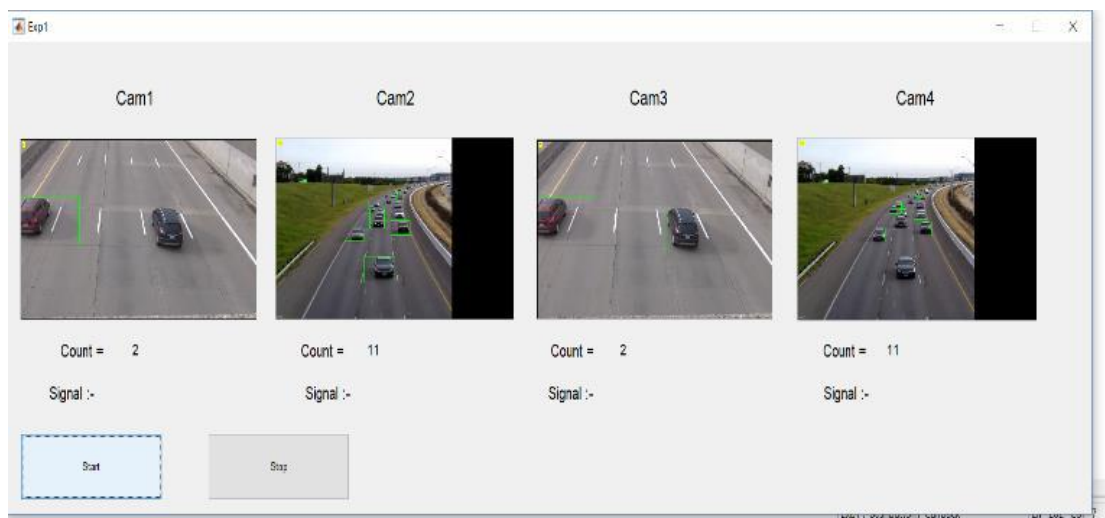 Exp1
Cam1 Cam2 Cam3 Cam4
Count = 2 Count = 11 Count = 2 Count = 11
Signal :- Signal :- Signal :- Signal :-
Start Stop